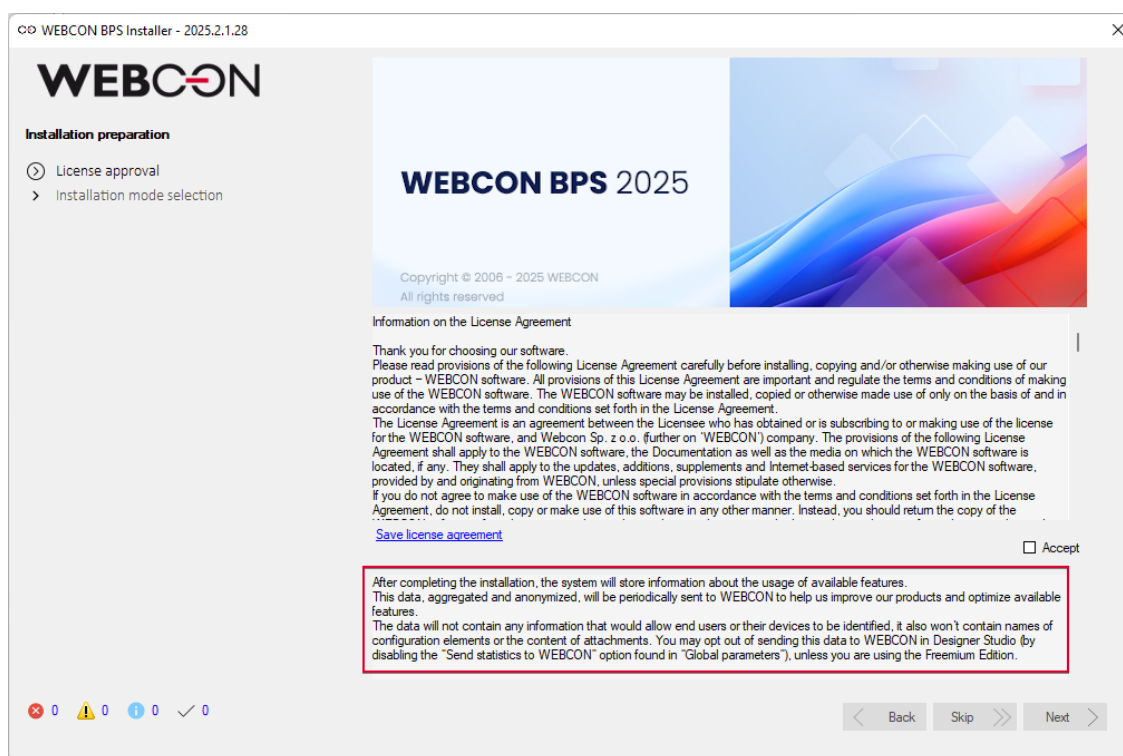 WEBCON BPS Installer - 2025.2.1.28
WEBCON
Installation preparation
License approval
Installation mode selection
WEBCON BPS 2025
Copyright © 2006 - 2025 WEBCON
All rights reserved
Information on the License Agreement
Thank you for choosing our software.
Please read provisions of the following License Agreement carefully before installing, copying and/or otherwise making use of our
product – WEBCON software. All provisions of this License Agreement are important and regulate the terms and conditions of making
use of the WEBCON software. The WEBCON software may be installed, copied or otherwise made use of only on the basis of and in
accordance with the terms and conditions set forth in the License Agreement.
The License Agreement is an agreement between the Licensee who has obtained or is subscribing to or making use of the license
for the WEBCON software, and Webcon Sp. z o.o. (further on "WEBCON") company. The provisions of the following License
Agreement shall apply to the WEBCON software, the Documentation as well as the media on which the WEBCON software is
located, if any. They shall apply to the updates, additions, supplements and Internet-based services for the WEBCON software,
provided by and originating from WEBCON, unless special provisions stipulate otherwise.
If you do not agree to make use of the WEBCON software in accordance with the terms and conditions set forth in the License
Agreement, do not install, copy or make use of this software in any other manner. Instead, you should return the copy of the
Save license agreement
Accept
After completing the installation, the system will store information about the usage of available features.
This data, aggregated and anonymized, will be periodically sent to WEBCON to help us improve our products and optimize available
features.
The data will not contain any information that would allow end users or their devices to be identified, it also won't contain names of
configuration elements or the content of attachments. You may opt out of sending this data to WEBCON in Designer Studio (by
disabling the "Send statistics to WEBCON" option found in "Global parameters"), unless you are using the Freemium Edition.
0 0 0 0
Back Skip Next